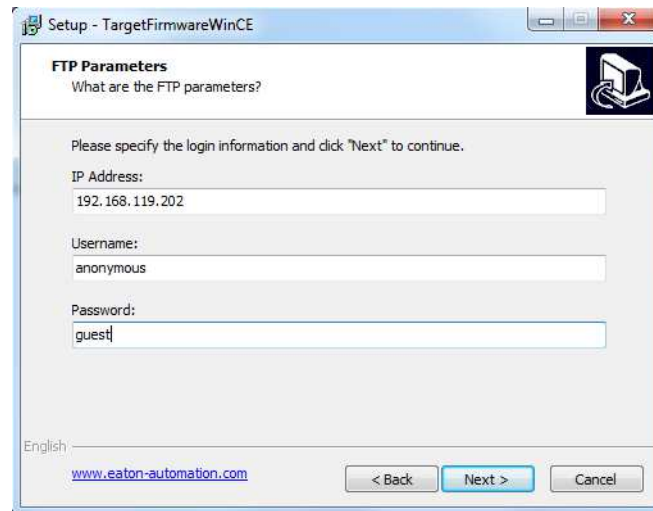 Setup - TargetFirmwareWinCE
FTP Parameters
What are the FTP parameters?
Please specify the login information and click "Next" to continue.
IP Address:
192.168.119.202
Username:
anonymous
Password:
guest
English
www.eaton-automation.com
< Back
Next >
Cancel